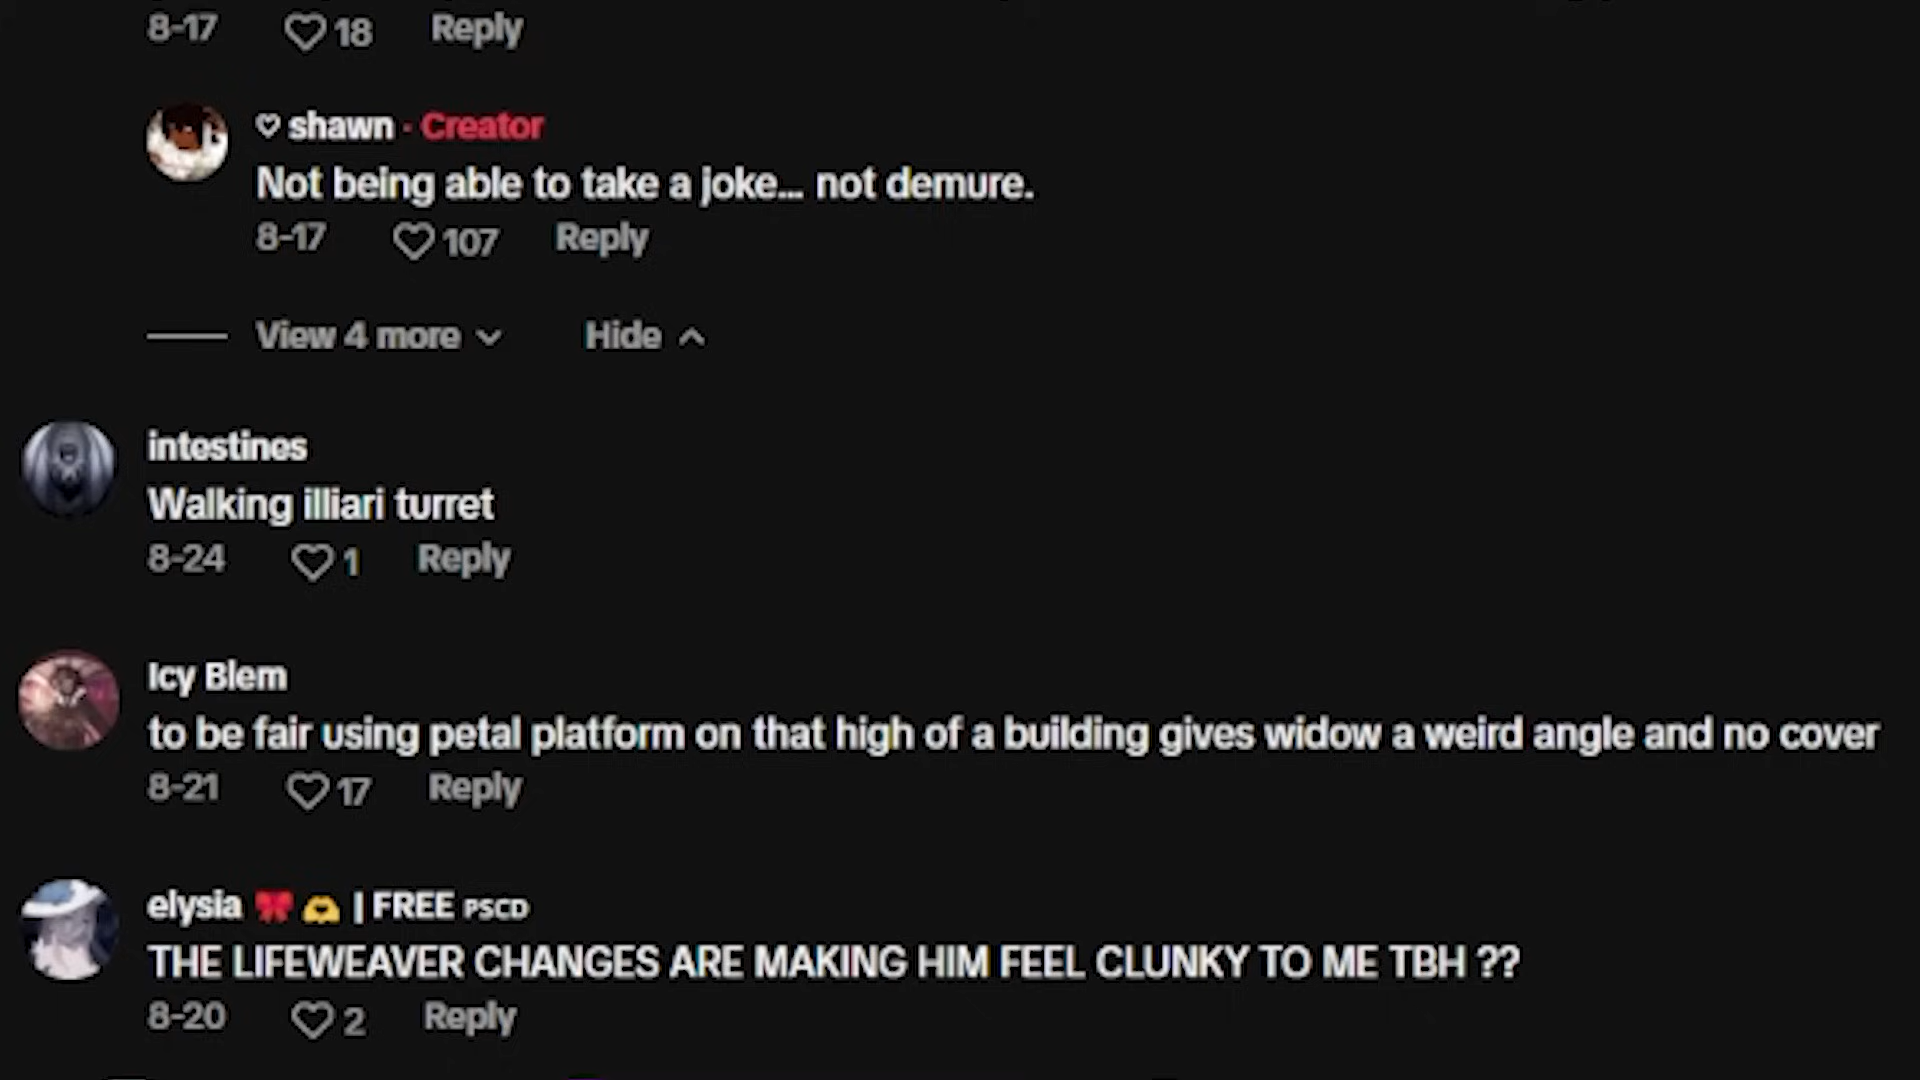 8-17 ♡ 18 Reply
♡ shawn · Creator
Not being able to take a joke... not demure.
8-17 ♡ 107 Reply
View 4 more Hide
intestines
Walking illiari turret
8-24 ♡ 1 Reply
Icy Blem
to be fair using petal platform on that high of a building gives widow a weird angle and no cover
8-21 ♡ 17 Reply
elysia 🎀 🫶 | FREE PSCD
THE LIFEWEAVER CHANGES ARE MAKING HIM FEEL CLUNKY TO ME TBH ??
8-20 ♡ 2 Reply